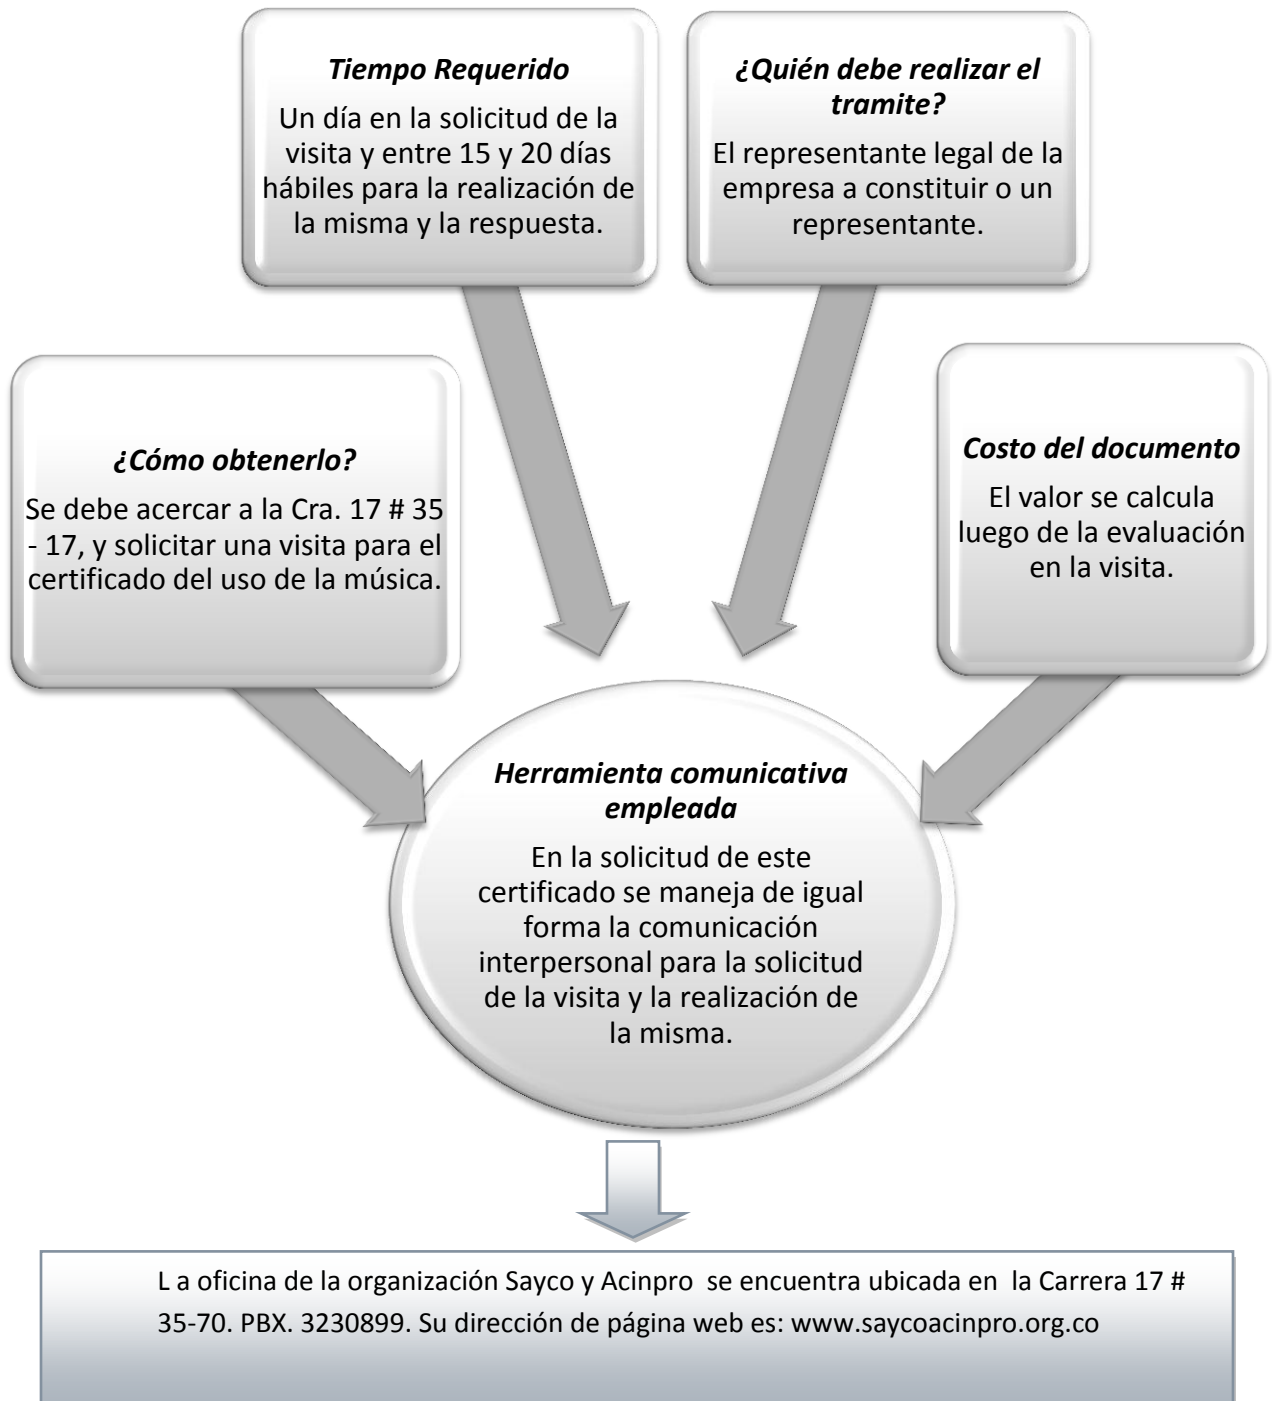 Tiempo Requerido
Un día en la solicitud de la
visita y entre 15 y 20 días
hábiles para la realización de
la misma y la respuesta.
¿Quién debe realizar el
tramite?
El representante legal de la
empresa a constituir o un
representante.
¿Cómo obtenerlo?
Se debe acercar a la Cra. 17 # 35
- 17, y solicitar una visita para el
certificado del uso de la música.
Costo del documento
El valor se calcula
luego de la evaluación
en la visita.
Herramienta comunicativa
empleada
En la solicitud de este
certificado se maneja de igual
forma la comunicación
interpersonal para la solicitud
de la visita y la realización de
la misma.
L a oficina de la organización Sayco y Acinpro  se encuentra ubicada en  la Carrera 17 #
35-70. PBX. 3230899. Su dirección de página web es: www.saycoacinpro.org.co